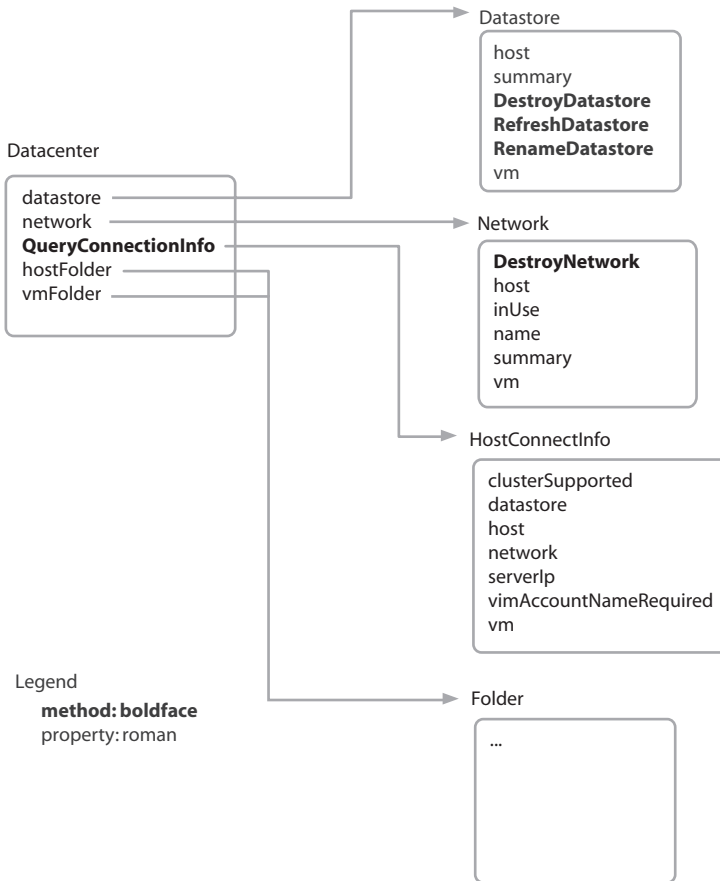 Datastore
host
summary
DestroyDatastore
RefreshDatastore
RenameDatastore
vm
Datacenter
datastore
network
QueryConnectionInfo
hostFolder
vmFolder
Network
DestroyNetwork
host
inUse
name
summary
vm
HostConnectInfo
clusterSupported
datastore
host
network
serverIp
vimAccountNameRequired
vm
Legend
method: boldface
property: roman
Folder
...